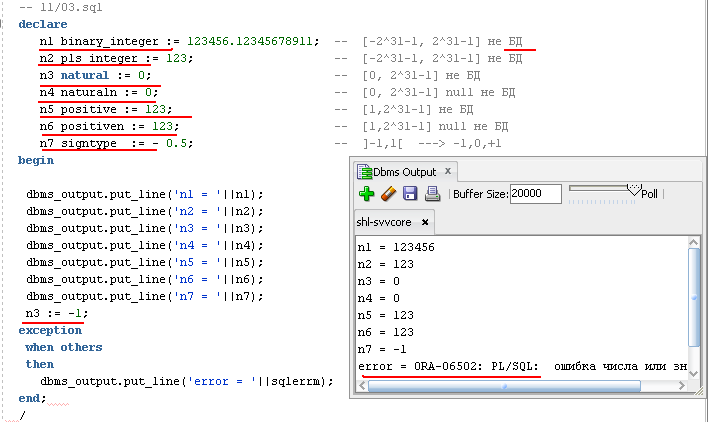 -- 11/03.sql
declare
n1 binary_integer := 123456.12345678911; -- [-2^31-1, 2^31-1] не БД
n2 pls_integer := 123; -- [-2^31-1, 2^31-1] не БД
n3 natural := 0; -- [0, 2^31-1] не БД
n4 naturaln := 0; -- [0, 2^31-1] null не БД
n5 positive := 123; -- [1,2^31-1] не БД
n6 positiven := 123; -- [1,2^31-1] null не БД
n7 signtype := - 0.5; -- ]-1,1[ ---> -1,0,+1
begin
dbms_output.put_line('n1 = '||n1);
dbms_output.put_line('n2 = '||n2);
dbms_output.put_line('n3 = '||n3);
dbms_output.put_line('n4 = '||n4);
dbms_output.put_line('n5 = '||n5);
dbms_output.put_line('n6 = '||n6);
dbms_output.put_line('n7 = '||n7);
n3 := -1;
exception
when others
then
dbms_output.put_line('error = '||sqlerrm);
end;
/
Dbms Output x
Buffer Size: 20000 Poll
shl-svvcore x
n1 = 123456
n2 = 123
n3 = 0
n4 = 0
n5 = 123
n6 = 123
n7 = -1
error = ORA-06502: PL/SQL: ошибка числа или зн